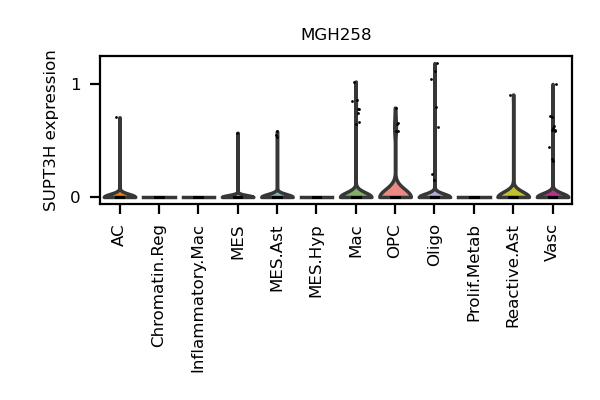 MGH258
SUPT3H expression
1
0
AC
Chromatin.Reg
Inflammatory.Mac
MES
MES.Ast
MES.Hyp
Mac
OPC
Oligo
Prolif.Metab
Reactive.Ast
Vasc